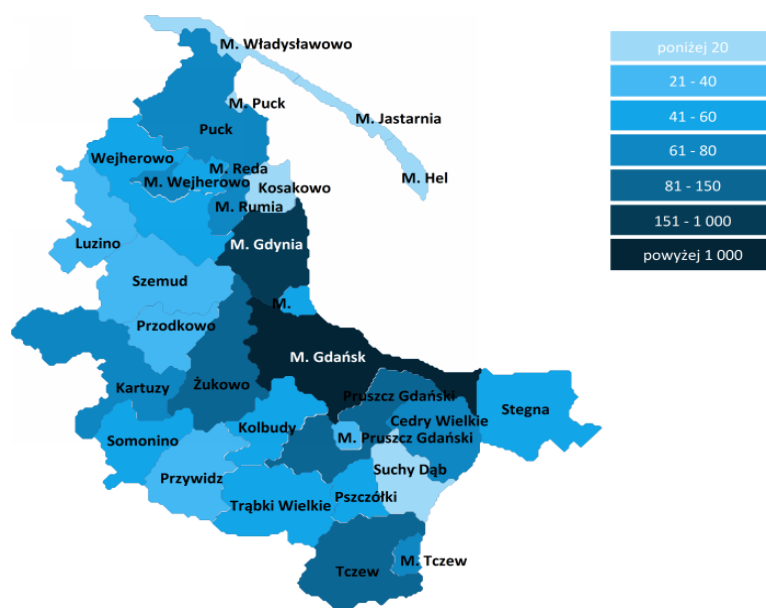 M. Władysławowo
M. Puck
Puck
M. Jastarnia
Wejherowo
M. Reda
M. Wejherowo
Kosakowo
M. Hel
M. Rumia
Luzino
M. Gdynia
Szemud
M.
Przodkowo
M. Gdańsk
Kartuzy
Żukowo
Pruszcz Gdański
Stegna
Cedry Wielkie
Kolbudy
Somonino
M. Pruszcz Gdański
Suchy Dąb
Przywidz
Pszczółki
Trąbki Wielkie
M. Tczew
Tczew
poniżej 20
21 - 40
41 - 60
61 - 80
81 - 150
151 - 1 000
powyżej 1 000